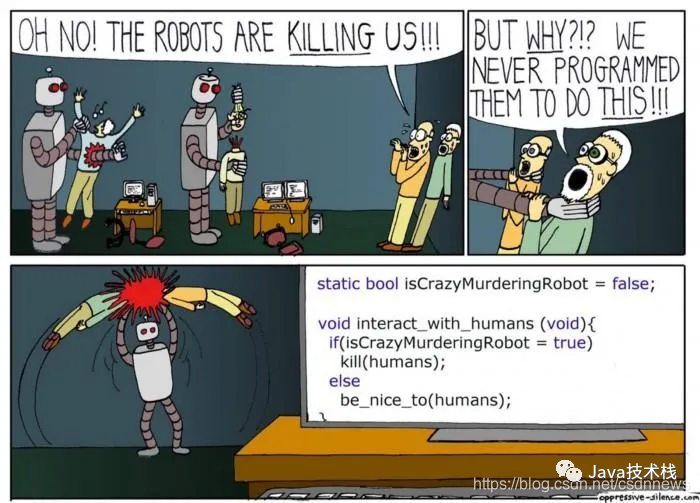 OH NO! THE ROBOTS ARE KILLING US!!!
BUT WHY?!? WE
NEVER PROGRAMMED
THEM TO DO THIS!!!
static bool isCrazyMurderingRobot = false;
void interact_with_humans (void){
if(isCrazyMurderingRobot = true)
kill(humans);
else
be_nice_to(humans);
}
Java技术栈
https://blog.csdn.net/csdnnews
oppressive-silence.com